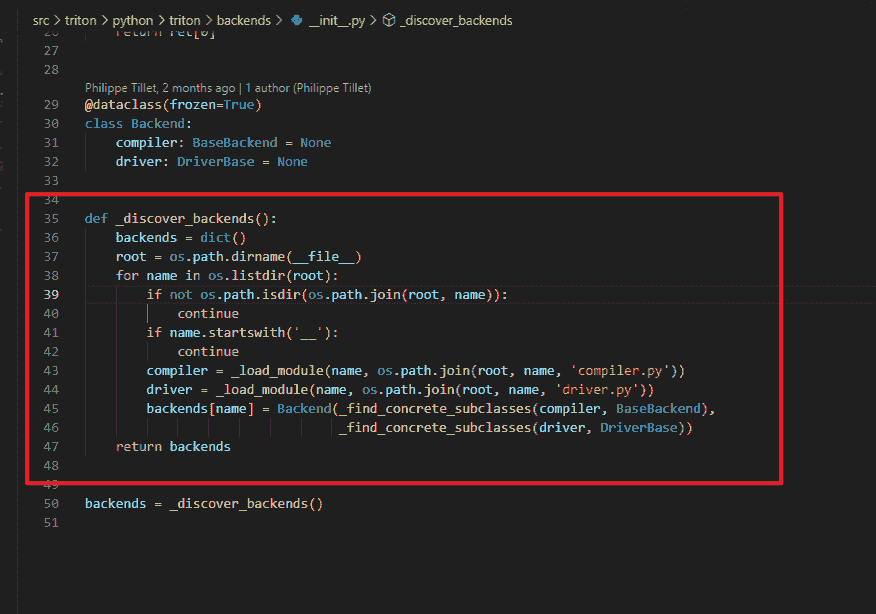 src > triton > python > triton > backends > __init__.py > _discover_backends
26 return ret[0]
27
28
Philippe Tillet, 2 months ago | 1 author (Philippe Tillet)
29 @dataclass(frozen=True)
30 class Backend:
31 compiler: BaseBackend = None
32 driver: DriverBase = None
33
34
35 def _discover_backends():
36 backends = dict()
37 root = os.path.dirname(__file__)
38 for name in os.listdir(root):
39 if not os.path.isdir(os.path.join(root, name)):
40 continue
41 if name.startswith('__'):
42 continue
43 compiler = _load_module(name, os.path.join(root, name, 'compiler.py'))
44 driver = _load_module(name, os.path.join(root, name, 'driver.py'))
45 backends[name] = Backend(_find_concrete_subclasses(compiler, BaseBackend),
46 _find_concrete_subclasses(driver, DriverBase))
47 return backends
48
49
50 backends = _discover_backends()
51